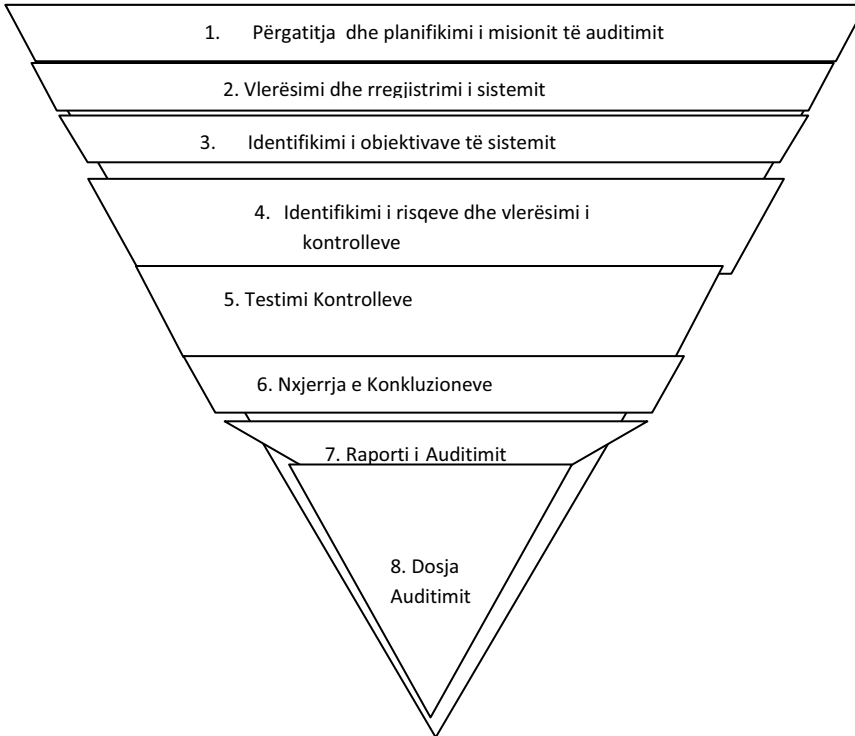 1. Përgatitja dhe planifikimi i misionit të auditimit
2. Vlerësimi dhe rregjistrimi i sistemit
3. Identifikimi i objektivave të sistemit
4. Identifikimi i risqeve dhe vlerësimi i
kontrolleve
5. Testimi Kontrolleve
6. Nxjerrja e Konkluzioneve
7. Raporti i Auditimit
8. Dosja
Auditimit